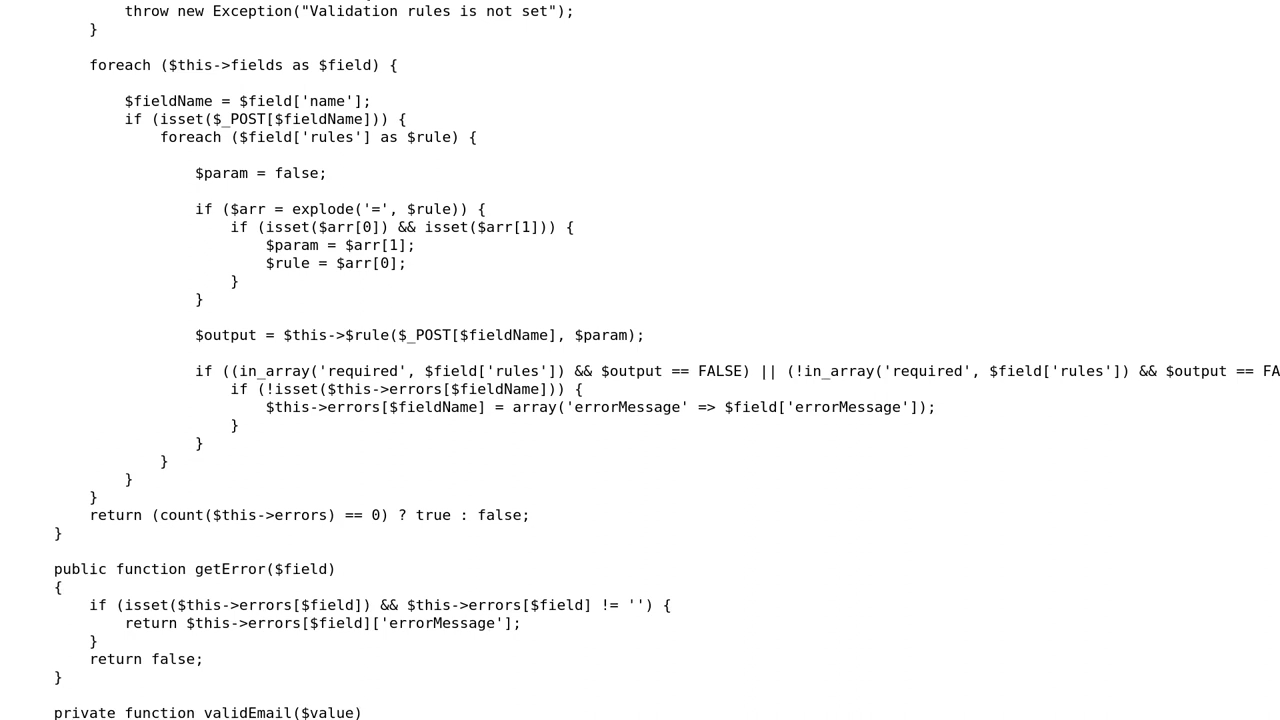 throw new Exception("Validation rules is not set");
}
foreach ($this->fields as $field) {
$fieldName = $field['name'];
if (isset($_POST[$fieldName])) {
foreach ($field['rules'] as $rule) {
$param = false;
if ($arr = explode('=', $rule)) {
if (isset($arr[0]) && isset($arr[1])) {
$param = $arr[1];
$rule = $arr[0];
}
}
$output = $this->$rule($_POST[$fieldName], $param);
if ((in_array('required', $field['rules']) && $output == FALSE) || (!in_array('required', $field['rules']) && $output == FA
if (!isset($this->errors[$fieldName])) {
$this->errors[$fieldName] = array('errorMessage' => $field['errorMessage']);
}
}
}
}
}
return (count($this->errors) == 0) ? true : false;
}
public function getError($field)
{
if (isset($this->errors[$field]) && $this->errors[$field] != '') {
return $this->errors[$field]['errorMessage'];
}
return false;
}
private function validEmail($value)